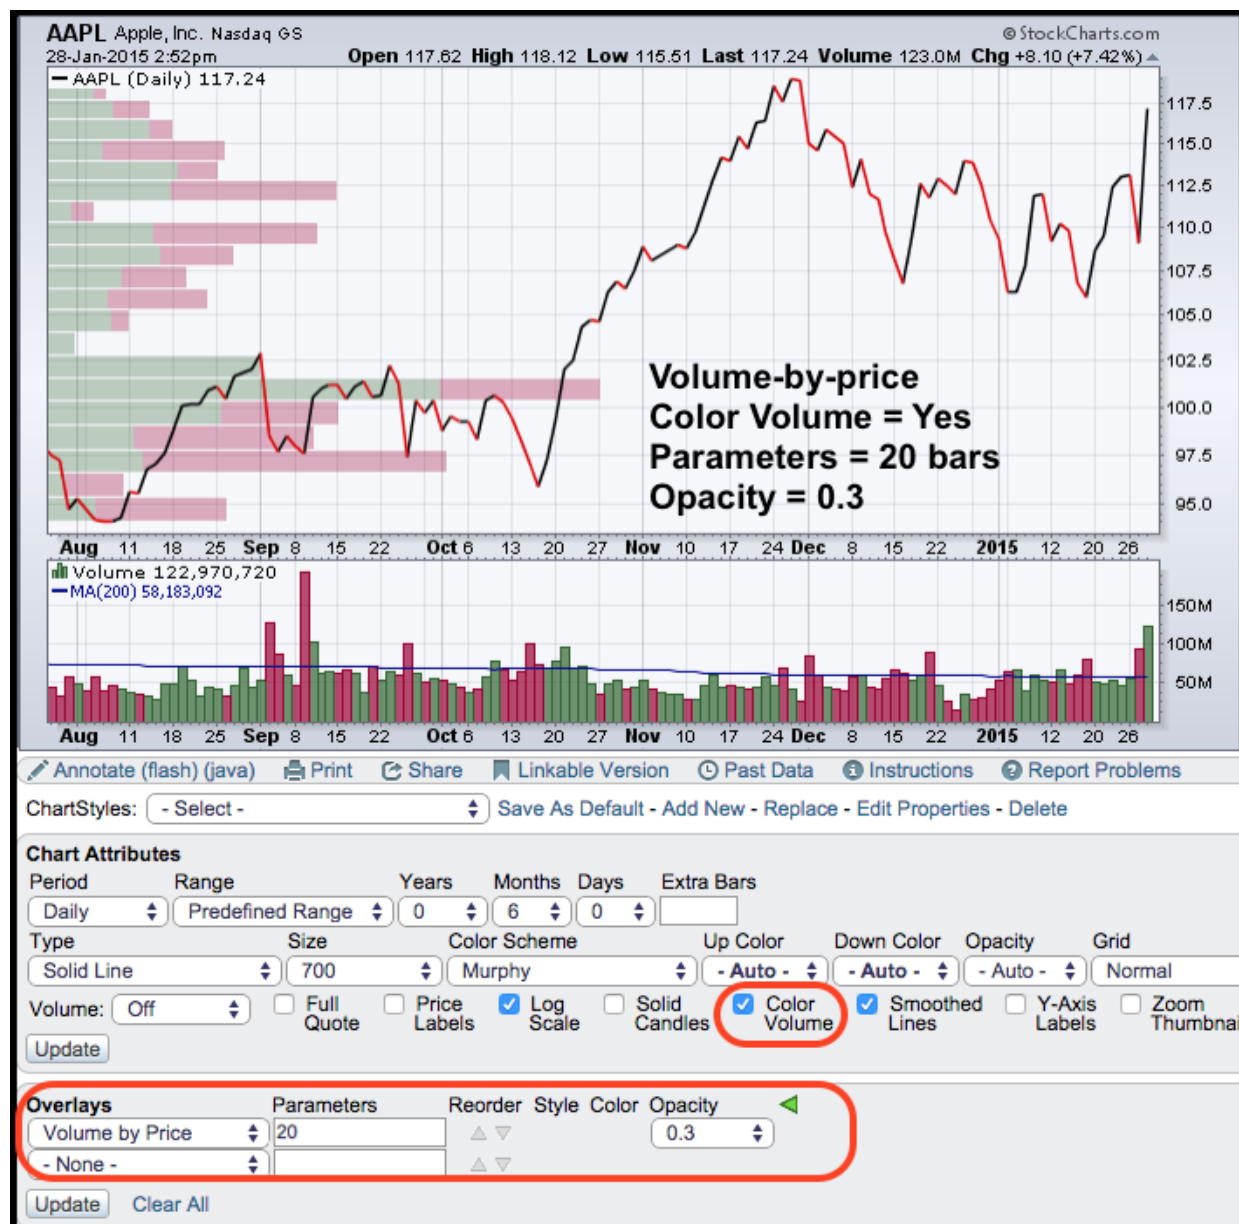 AAPL Apple, Inc. Nasdaq GS © StockCharts.com
28-Jan-2015 2:52pm Open 117.62 High 118.12 Low 115.51 Last 117.24 Volume 123.0M Chg +8.10 (+7.42%)
AAPL (Daily) 117.24
117.5
115.0
112.5
110.0
107.5
105.0
102.5
100.0
97.5
95.0
Volume-by-price
Color Volume = Yes
Parameters = 20 bars
Opacity = 0.3
Aug 11 18 25 Sep 8 15 22 Oct 6 13 20 27 Nov 10 17 24 Dec 8 15 22 2015 12 20 26
Volume 122,970,720
MA(200) 58,183,092
150M
100M
50M
Aug 11 18 25 Sep 8 15 22 Oct 6 13 20 27 Nov 10 17 24 Dec 8 15 22 2015 12 20 26
Annotate (flash) (java) Print Share Linkable Version Past Data Instructions Report Problems
ChartStyles: - Select - Save As Default - Add New - Replace - Edit Properties - Delete
Chart Attributes
Period Range Years Months Days Extra Bars
Daily Predefined Range 0 6 0
Type Size Color Scheme Up Color Down Color Opacity Grid
Solid Line 700 Murphy - Auto - - Auto - - Auto - Normal
Volume: Off Full Quote Price Labels Log Scale Solid Candles Color Volume Smoothed Lines Y-Axis Labels Zoom Thumbnai
Update
Overlays Parameters Reorder Style Color Opacity
Volume by Price 20 0.3
- None -
Update Clear All